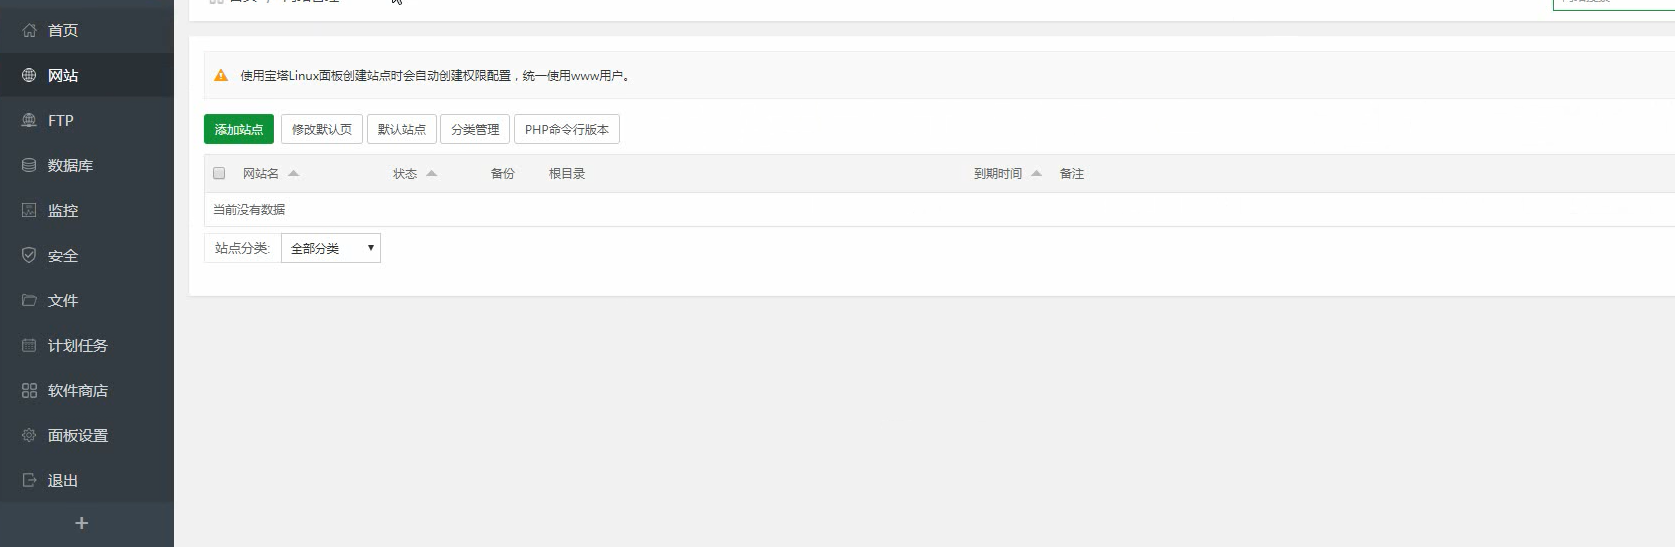 首页
网站
FTP
数据库
监控
安全
文件
计划任务
软件商店
面板设置
退出
使用宝塔Linux面板创建站点时会自动创建权限配置，统一使用www用户。
添加站点 修改默认页 默认站点 分类管理 PHP命令行版本
网站名 状态 备份 根目录 到期时间 备注
当前没有数据
站点分类: 全部分类